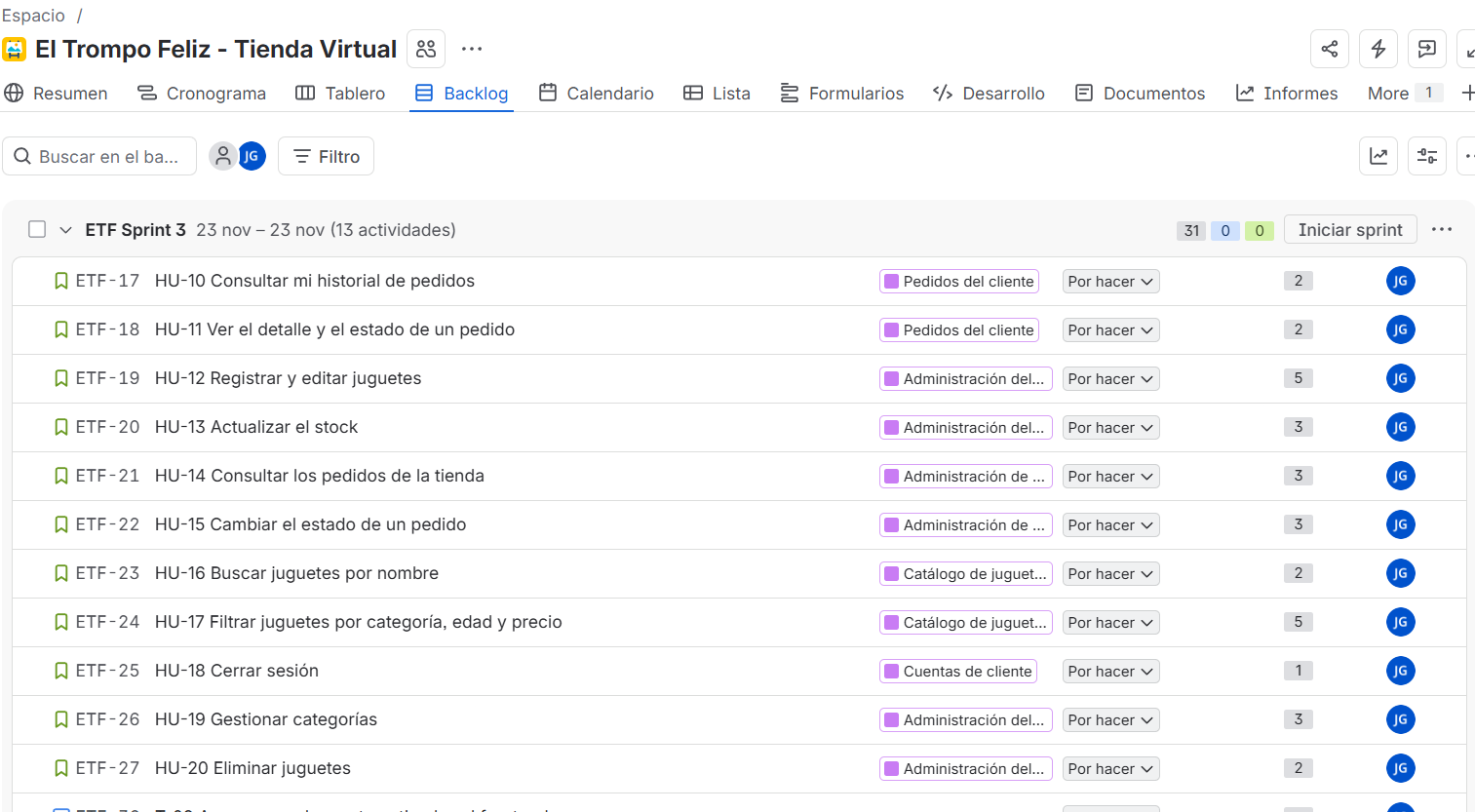 Espacio /
El Trompo Feliz - Tienda Virtual
Resumen Cronograma Tablero Backlog Calendario Lista Formularios Desarrollo Documentos Informes More 1
Buscar en el ba... JG Filtro
ETF Sprint 3 23 nov – 23 nov (13 actividades) 31 0 0 Iniciar sprint
ETF-17 HU-10 Consultar mi historial de pedidos Pedidos del cliente Por hacer 2 JG
ETF-18 HU-11 Ver el detalle y el estado de un pedido Pedidos del cliente Por hacer 2 JG
ETF-19 HU-12 Registrar y editar juguetes Administración del... Por hacer 5 JG
ETF-20 HU-13 Actualizar el stock Administración del... Por hacer 3 JG
ETF-21 HU-14 Consultar los pedidos de la tienda Administración de ... Por hacer 3 JG
ETF-22 HU-15 Cambiar el estado de un pedido Administración de ... Por hacer 3 JG
ETF-23 HU-16 Buscar juguetes por nombre Catálogo de juguet... Por hacer 2 JG
ETF-24 HU-17 Filtrar juguetes por categoría, edad y precio Catálogo de juguet... Por hacer 5 JG
ETF-25 HU-18 Cerrar sesión Cuentas de cliente Por hacer 1 JG
ETF-26 HU-19 Gestionar categorías Administración del... Por hacer 3 JG
ETF-27 HU-20 Eliminar juguetes Administración del... Por hacer 2 JG